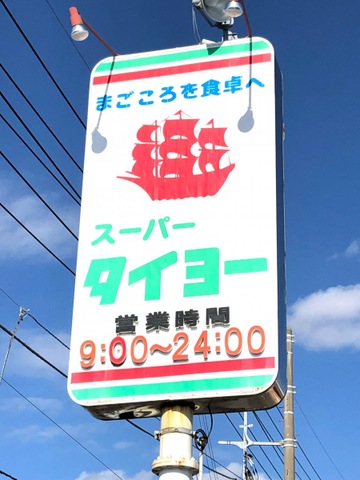 まごころを食卓へ
スーパー
タイヨー
営業時間
9:00～24:00